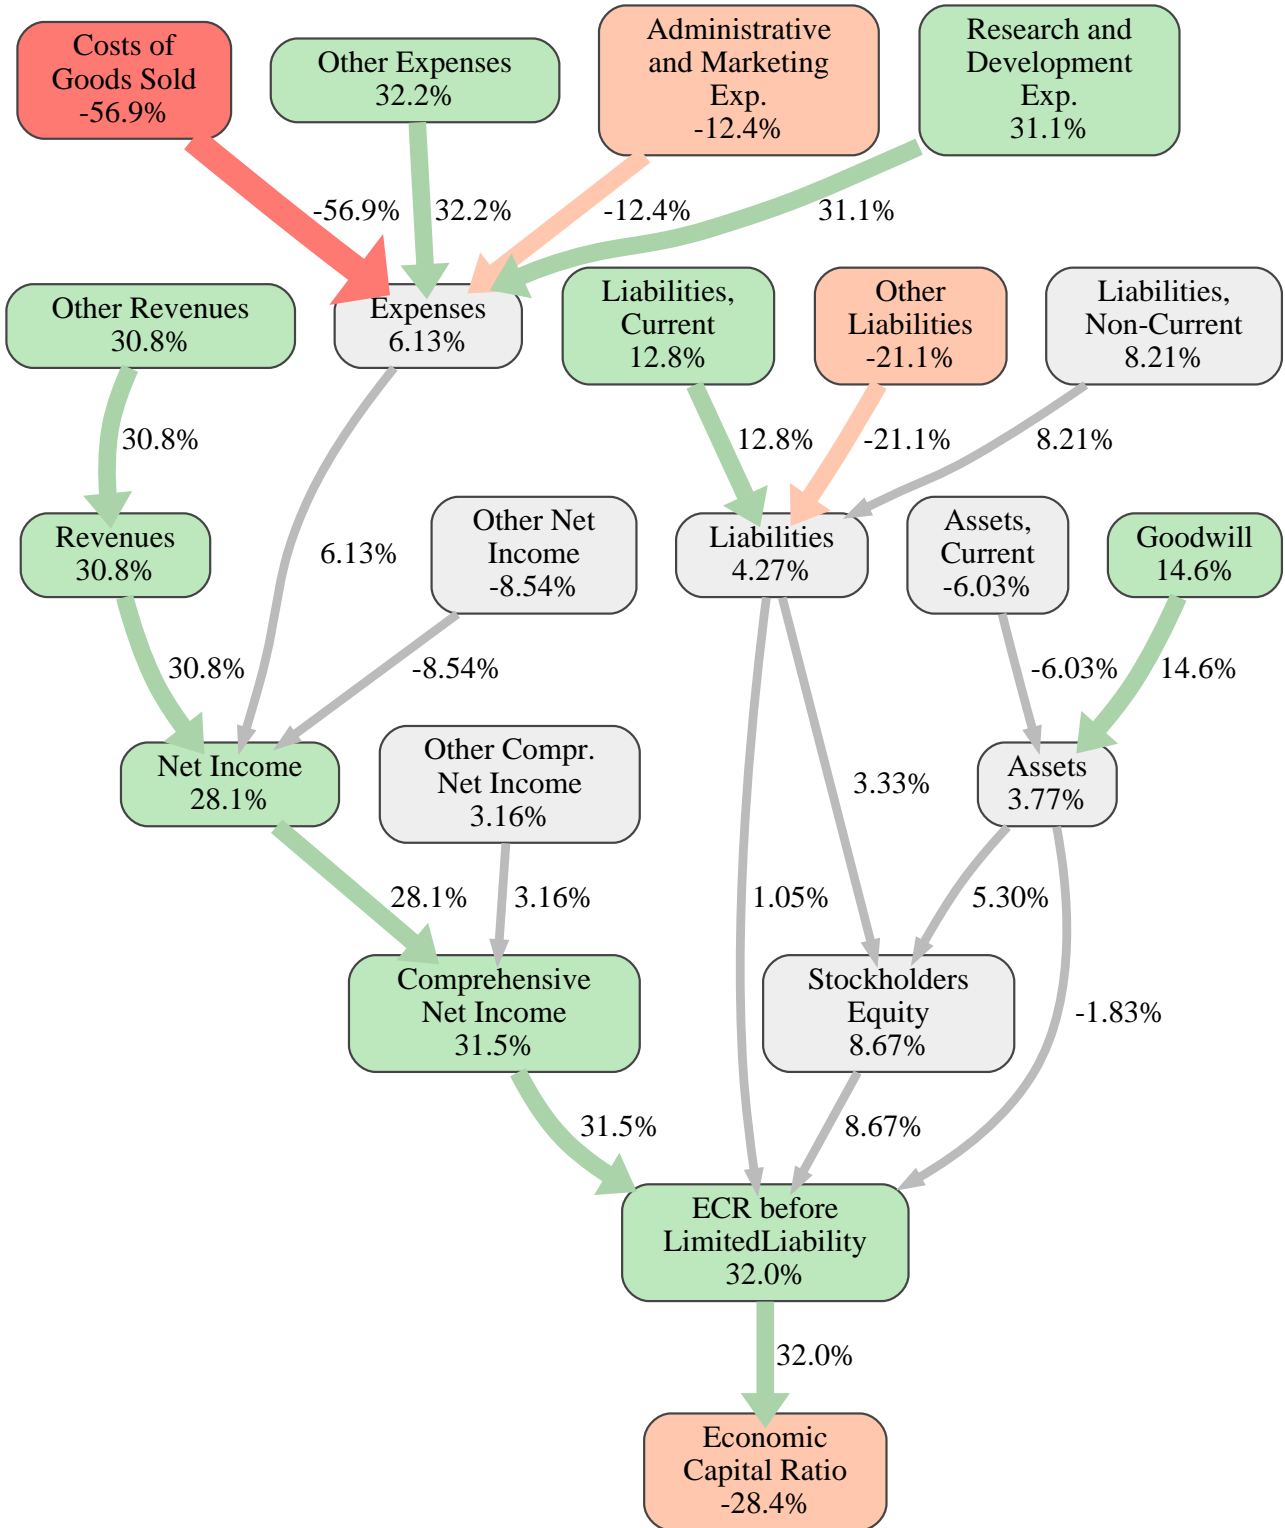 Costs of
Goods Sold
-56.9%
Other Expenses
32.2%
Administrative
and Marketing
Exp.
-12.4%
Research and
Development
Exp.
31.1%
-56.9%
32.2%
-12.4%
31.1%
Other Revenues
30.8%
Expenses
6.13%
Liabilities,
Current
12.8%
Other
Liabilities
-21.1%
Liabilities,
Non-Current
8.21%
30.8%
12.8%
-21.1%
8.21%
Revenues
30.8%
6.13%
Other Net
Income
-8.54%
Liabilities
4.27%
Assets,
Current
-6.03%
Goodwill
14.6%
30.8%
-8.54%
-6.03%
14.6%
Net Income
28.1%
Other Compr.
Net Income
3.16%
3.33%
Assets
3.77%
28.1%
3.16%
1.05%
5.30%
Comprehensive
Net Income
31.5%
Stockholders
Equity
8.67%
-1.83%
31.5%
8.67%
ECR before
LimitedLiability
32.0%
32.0%
Economic
Capital Ratio
-28.4%